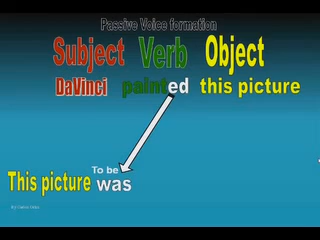 Passive Voice formation
Subject Verb Object
DaVinci painted this picture
To be
This picture was